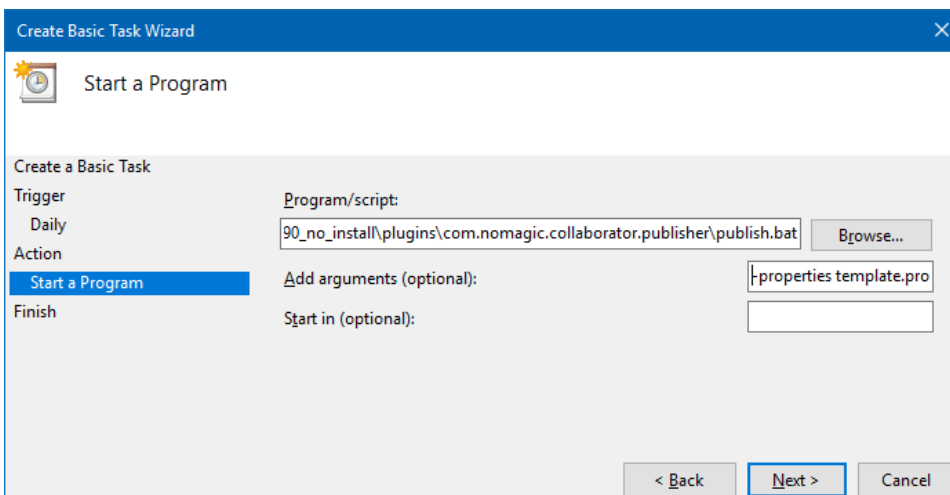 Create Basic Task Wizard
Start a Program
Create a Basic Task
Trigger
Daily
Action
Start a Program
Finish
Program/script:
90_no_install\plugins\com.nomagic.collaborator.publisher\publish.bat
Browse...
Add arguments (optional):
-properties template.pro
Start in (optional):
< Back
Next >
Cancel